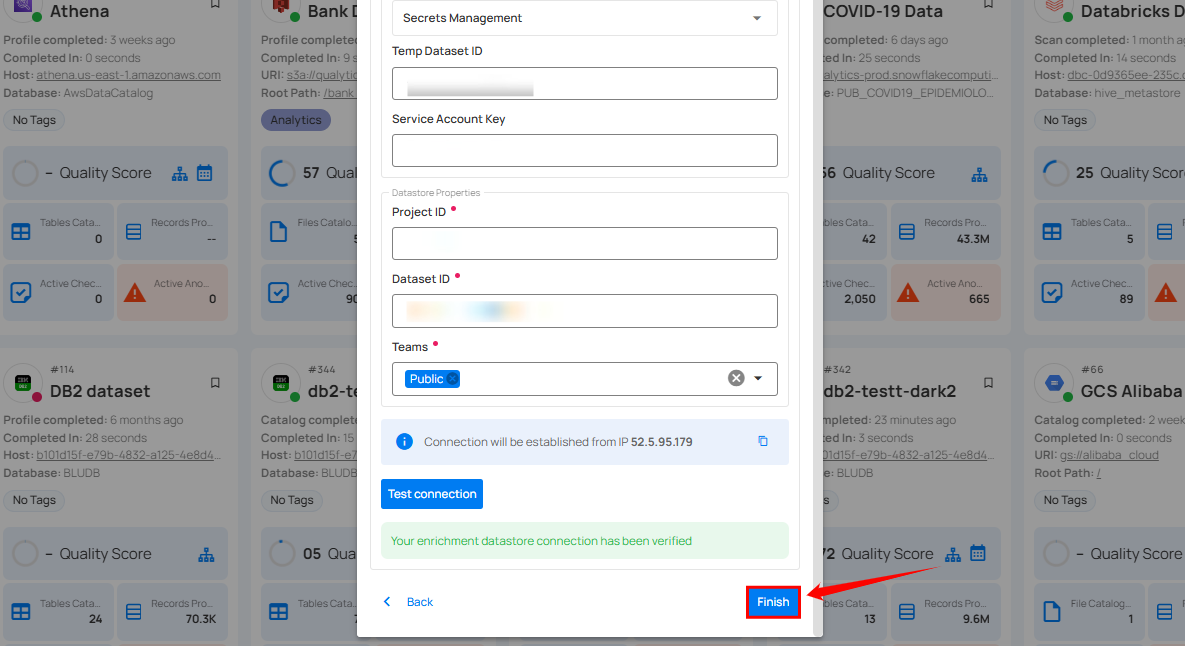 Athena
Profile completed: 3 weeks ago
Completed In: 0 seconds
Host: athena.us-east-1.amazonaws.com
Database: AwsDataCatalog
No Tags
– Quality Score
Tables Cata...
0
Records Pro...
--
Active Chec...
0
Active Ano...
0
Bank
Profile completed:
Completed In: 9
URI: s3a://qualytic
Root Path: /bank
Analytics
57
Files Catalo...
Active Chec...
90
Secrets Management
Temp Dataset ID
Service Account Key
Datastore Properties
Project ID *
Dataset ID *
Teams *
Public
Connection will be established from IP 52.5.95.179
Test connection
Your enrichment datastore connection has been verified
Back
Finish
COVID-19 Data
completed: 6 days ago
ed In: 25 seconds
alytics-prod.snowflakecomputi...
e: PUB_COVID19_EPIDEMIOLO...
66 Quality Score
bles Cata...
42
Records Pro...
43.3M
ctive Chec...
2,050
Active Ano...
665
Databricks D
Scan completed: 1 month a
Completed In: 14 seconds
Host: dbc-0d9365ee-235c.
Database: hive_metastore
No Tags
25 Quality Scor
Tables Cata...
5
Active Chec...
89
#114
DB2 dataset
Profile completed: 6 months ago
Completed In: 28 seconds
Host: b101d15f-e79b-4832-a125-4e8d4...
Database: BLUDB
No Tags
– Quality Score
Tables Cata...
24
Records Pro...
70.3K
#344
db2-te
Catalog completed:
Completed In: 15
Host: b101d15f-e79b
Database: BLUDB
No Tags
05 Qua
Tables Cata...
#342
db2-testt-dark2
mpleted: 23 minutes ago
ed In: 3 seconds
01d15f-e79b-4832-a125-4e8d4...
e: BLUDB
72 Quality Score
bles Cata...
13
Records Pro...
9.6M
#66
GCS Alibaba
Catalog completed: 2 week
Completed In: 0 seconds
URI: gs://alibaba_cloud
Root Path: /
No Tags
– Quality Score
File Catalog...
1